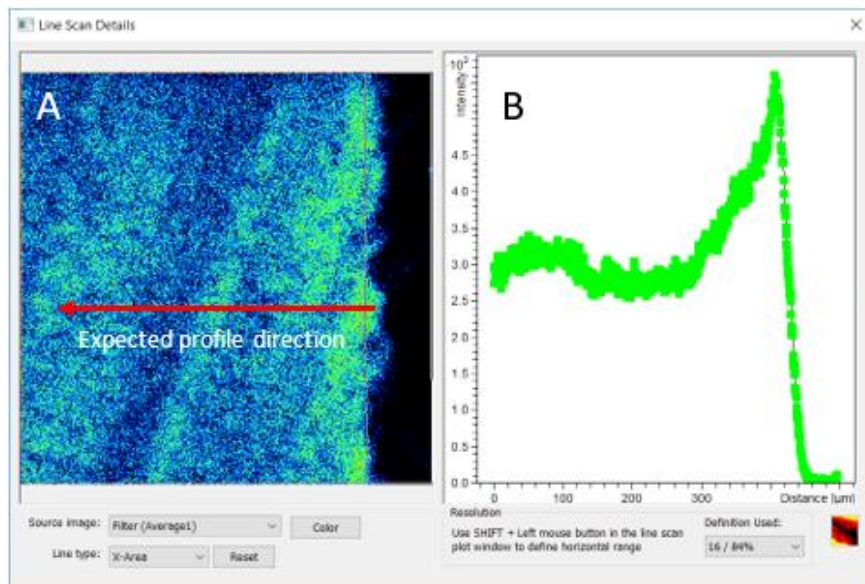 Line Scan Details
A
Expected profile direction
10³
Intensity
B
4.5
4.0
3.5
3.0
2.5
2.0
1.5
1.0
0.5
0.0
0 100 200 300 Distance [µm]
Source image: Filter (Average1) Color
Line type: X-Area Reset
Resolution
Use SHIFT + Left mouse button in the line scan
plot window to define horizontal range
Definition Used:
16 / 84%